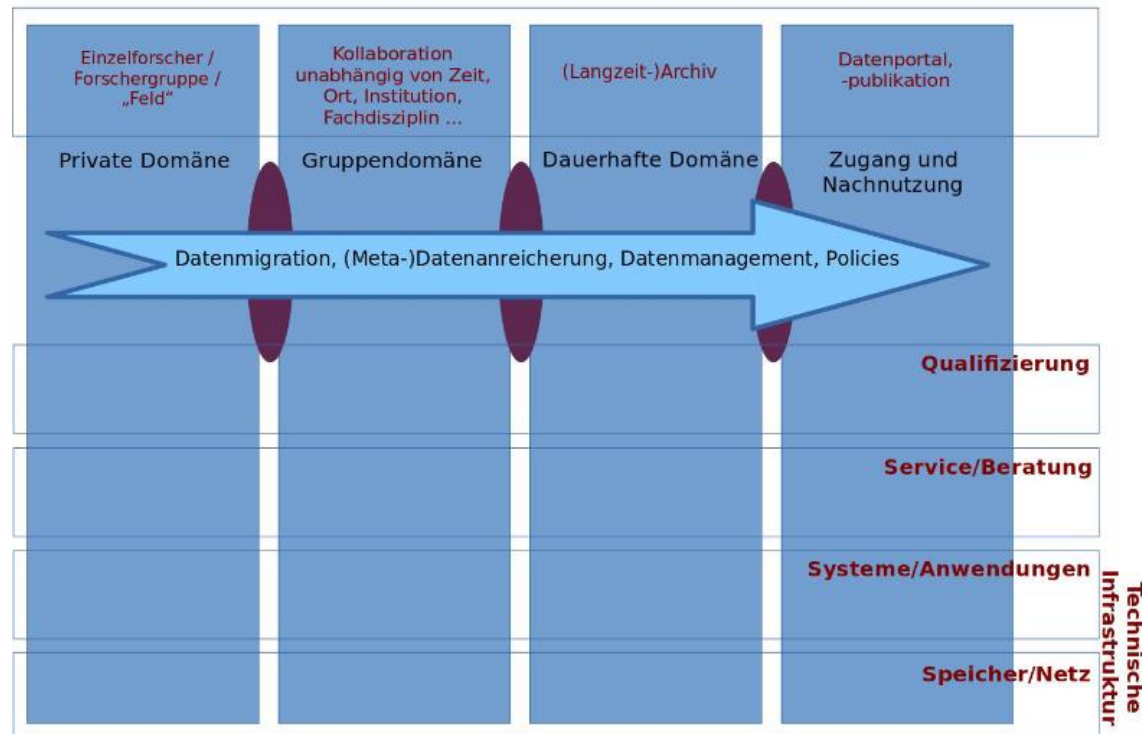 Einzelforscher /
Forschergruppe /
„Feld“
Kollaboration
unabhängig von Zeit,
Ort, Institution,
Fachdisziplin ...
(Langzeit-)Archiv
Datenportal,
-publikation
Private Domäne
Gruppendomäne
Dauerhafte Domäne
Zugang und
Nachnutzung
Datenmigration, (Meta-)Datenanreicherung, Datenmanagement, Policies
Qualifizierung
Service/Beratung
Systeme/Anwendungen
Speicher/Netz
Technische
Infrastruktur